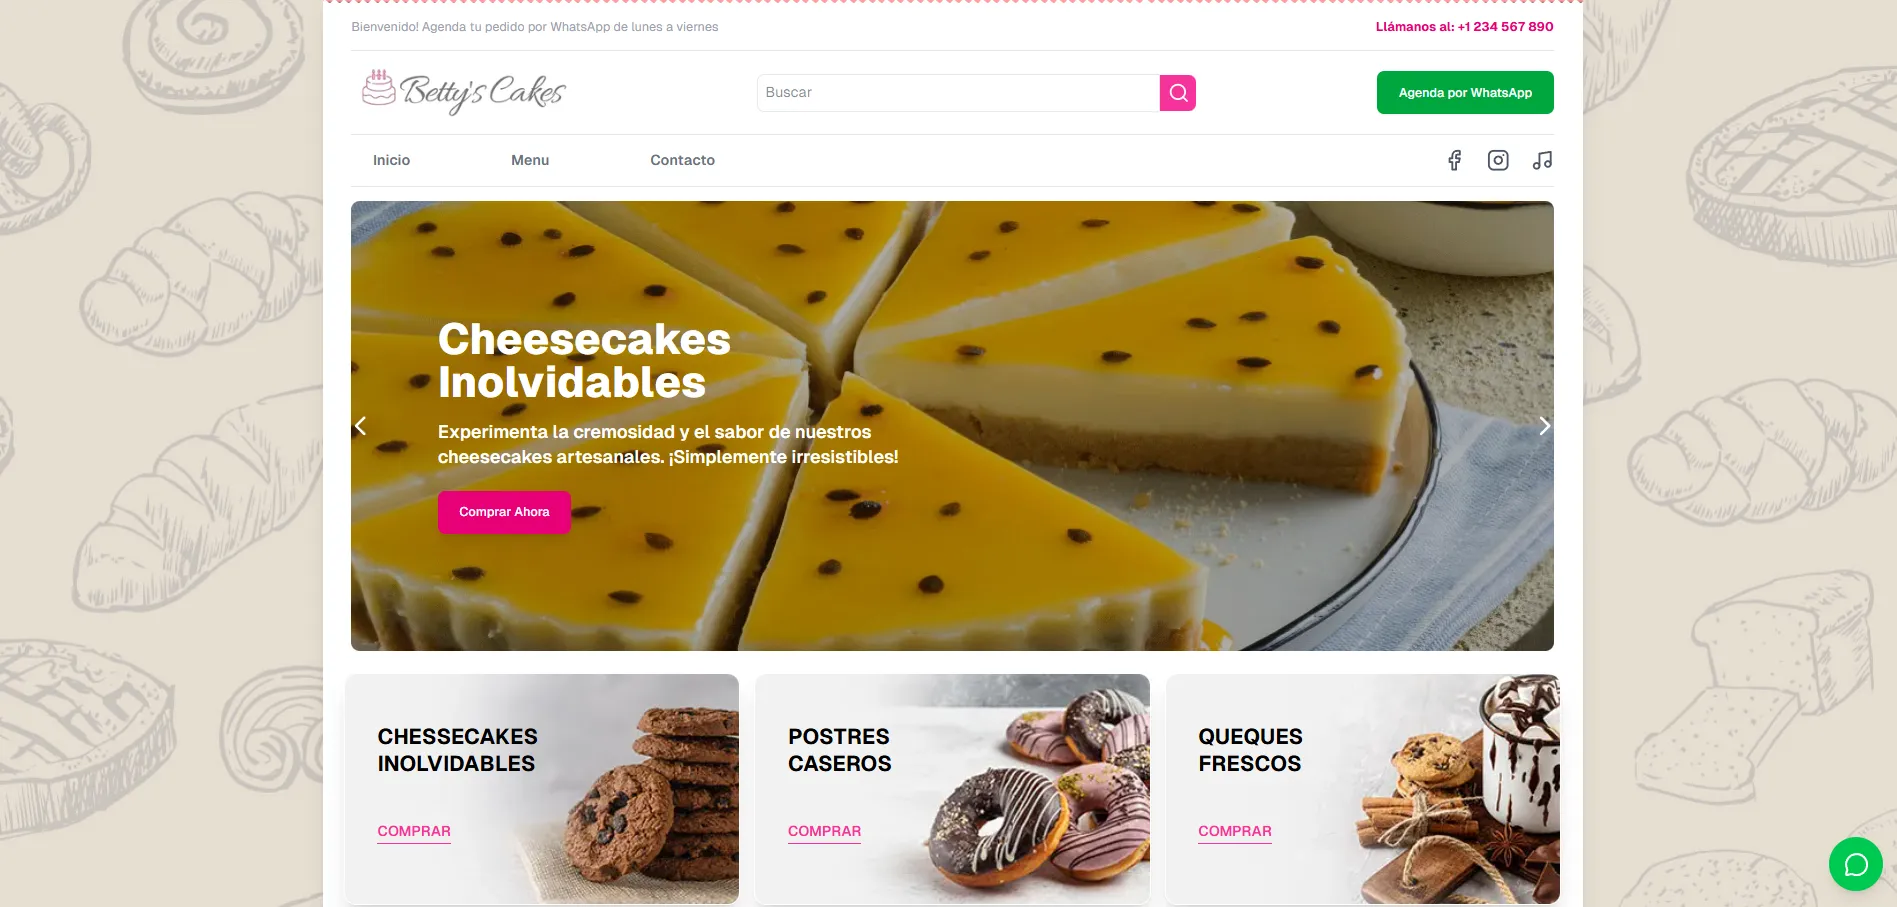 Bienvenido! Agenda tu pedido por WhatsApp de lunes a viernes
Llámanos al: +1 234 567 890
Betty's Cakes
Buscar
Agenda por WhatsApp
Inicio
Menu
Contacto
Cheesecakes
Inolvidables
Experimenta la cremosidad y el sabor de nuestros
cheesecakes artesanales. ¡Simplemente irresistibles!
Comprar Ahora
CHESSECAKES
INOLVIDABLES
COMPRAR
POSTRES
CASEROS
COMPRAR
QUEQUES
FRESCOS
COMPRAR